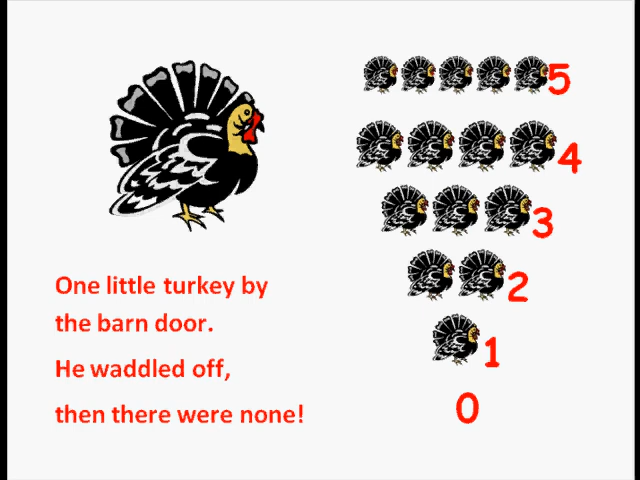 One little turkey by
the barn door.
He waddled off,
then there were none!
5
4
3
2
1
0